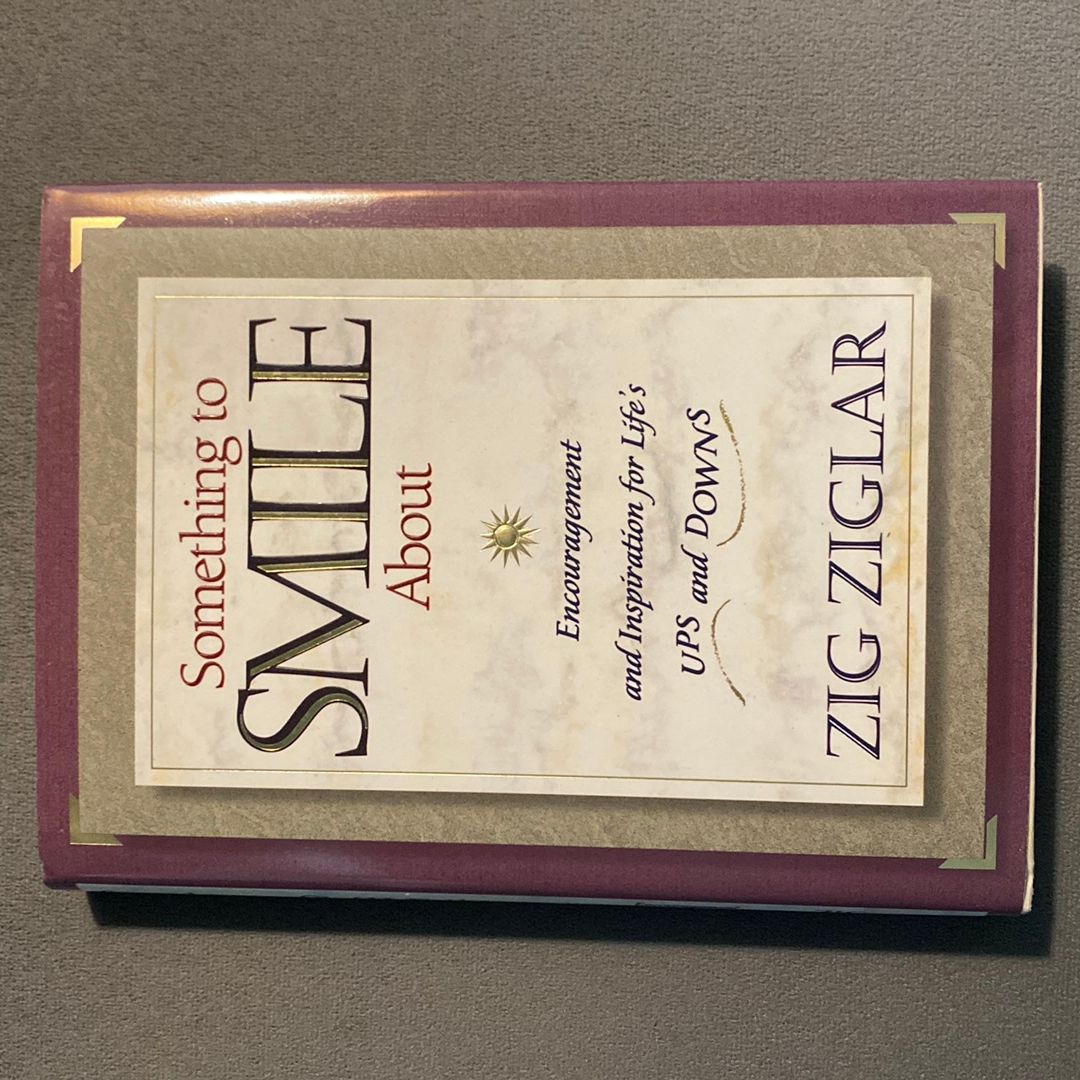 Something to
SMILE
About
Encouragement
and Inspiration for Life's
UPS and DOWNS
ZIG ZIGLAR